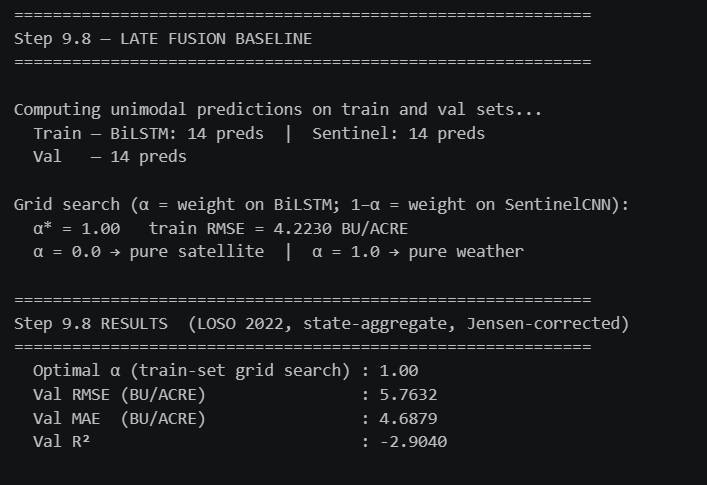 ============================================================
Step 9.8 — LATE FUSION BASELINE
============================================================
Computing unimodal predictions on train and val sets...
Train — BiLSTM: 14 preds | Sentinel: 14 preds
Val — 14 preds
Grid search (α = weight on BiLSTM; 1−α = weight on SentinelCNN):
α* = 1.00 train RMSE = 4.2230 BU/ACRE
α = 0.0 → pure satellite | α = 1.0 → pure weather
============================================================
Step 9.8 RESULTS (LOSO 2022, state-aggregate, Jensen-corrected)
============================================================
Optimal α (train-set grid search) : 1.00
Val RMSE (BU/ACRE) : 5.7632
Val MAE (BU/ACRE) : 4.6879
Val R² : -2.9040